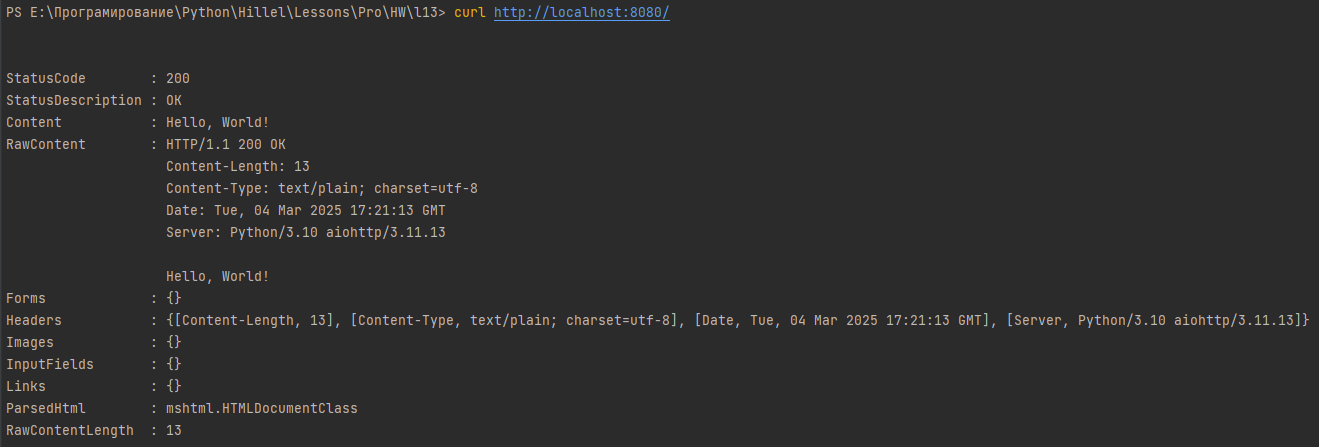 PS E:\Програмирование\Python\Hillel\Lessons\Pro\HW\l13> curl http://localhost:8080/
StatusCode        : 200
StatusDescription : OK
Content           : Hello, World!
RawContent        : HTTP/1.1 200 OK
                    Content-Length: 13
                    Content-Type: text/plain; charset=utf-8
                    Date: Tue, 04 Mar 2025 17:21:13 GMT
                    Server: Python/3.10 aiohttp/3.11.13
                    Hello, World!
Forms             : {}
Headers           : {[Content-Length, 13], [Content-Type, text/plain; charset=utf-8], [Date, Tue, 04 Mar 2025 17:21:13 GMT], [Server, Python/3.10 aiohttp/3.11.13]}
Images            : {}
InputFields       : {}
Links             : {}
ParsedHtml        : mshtml.HTMLDocumentClass
RawContentLength  : 13